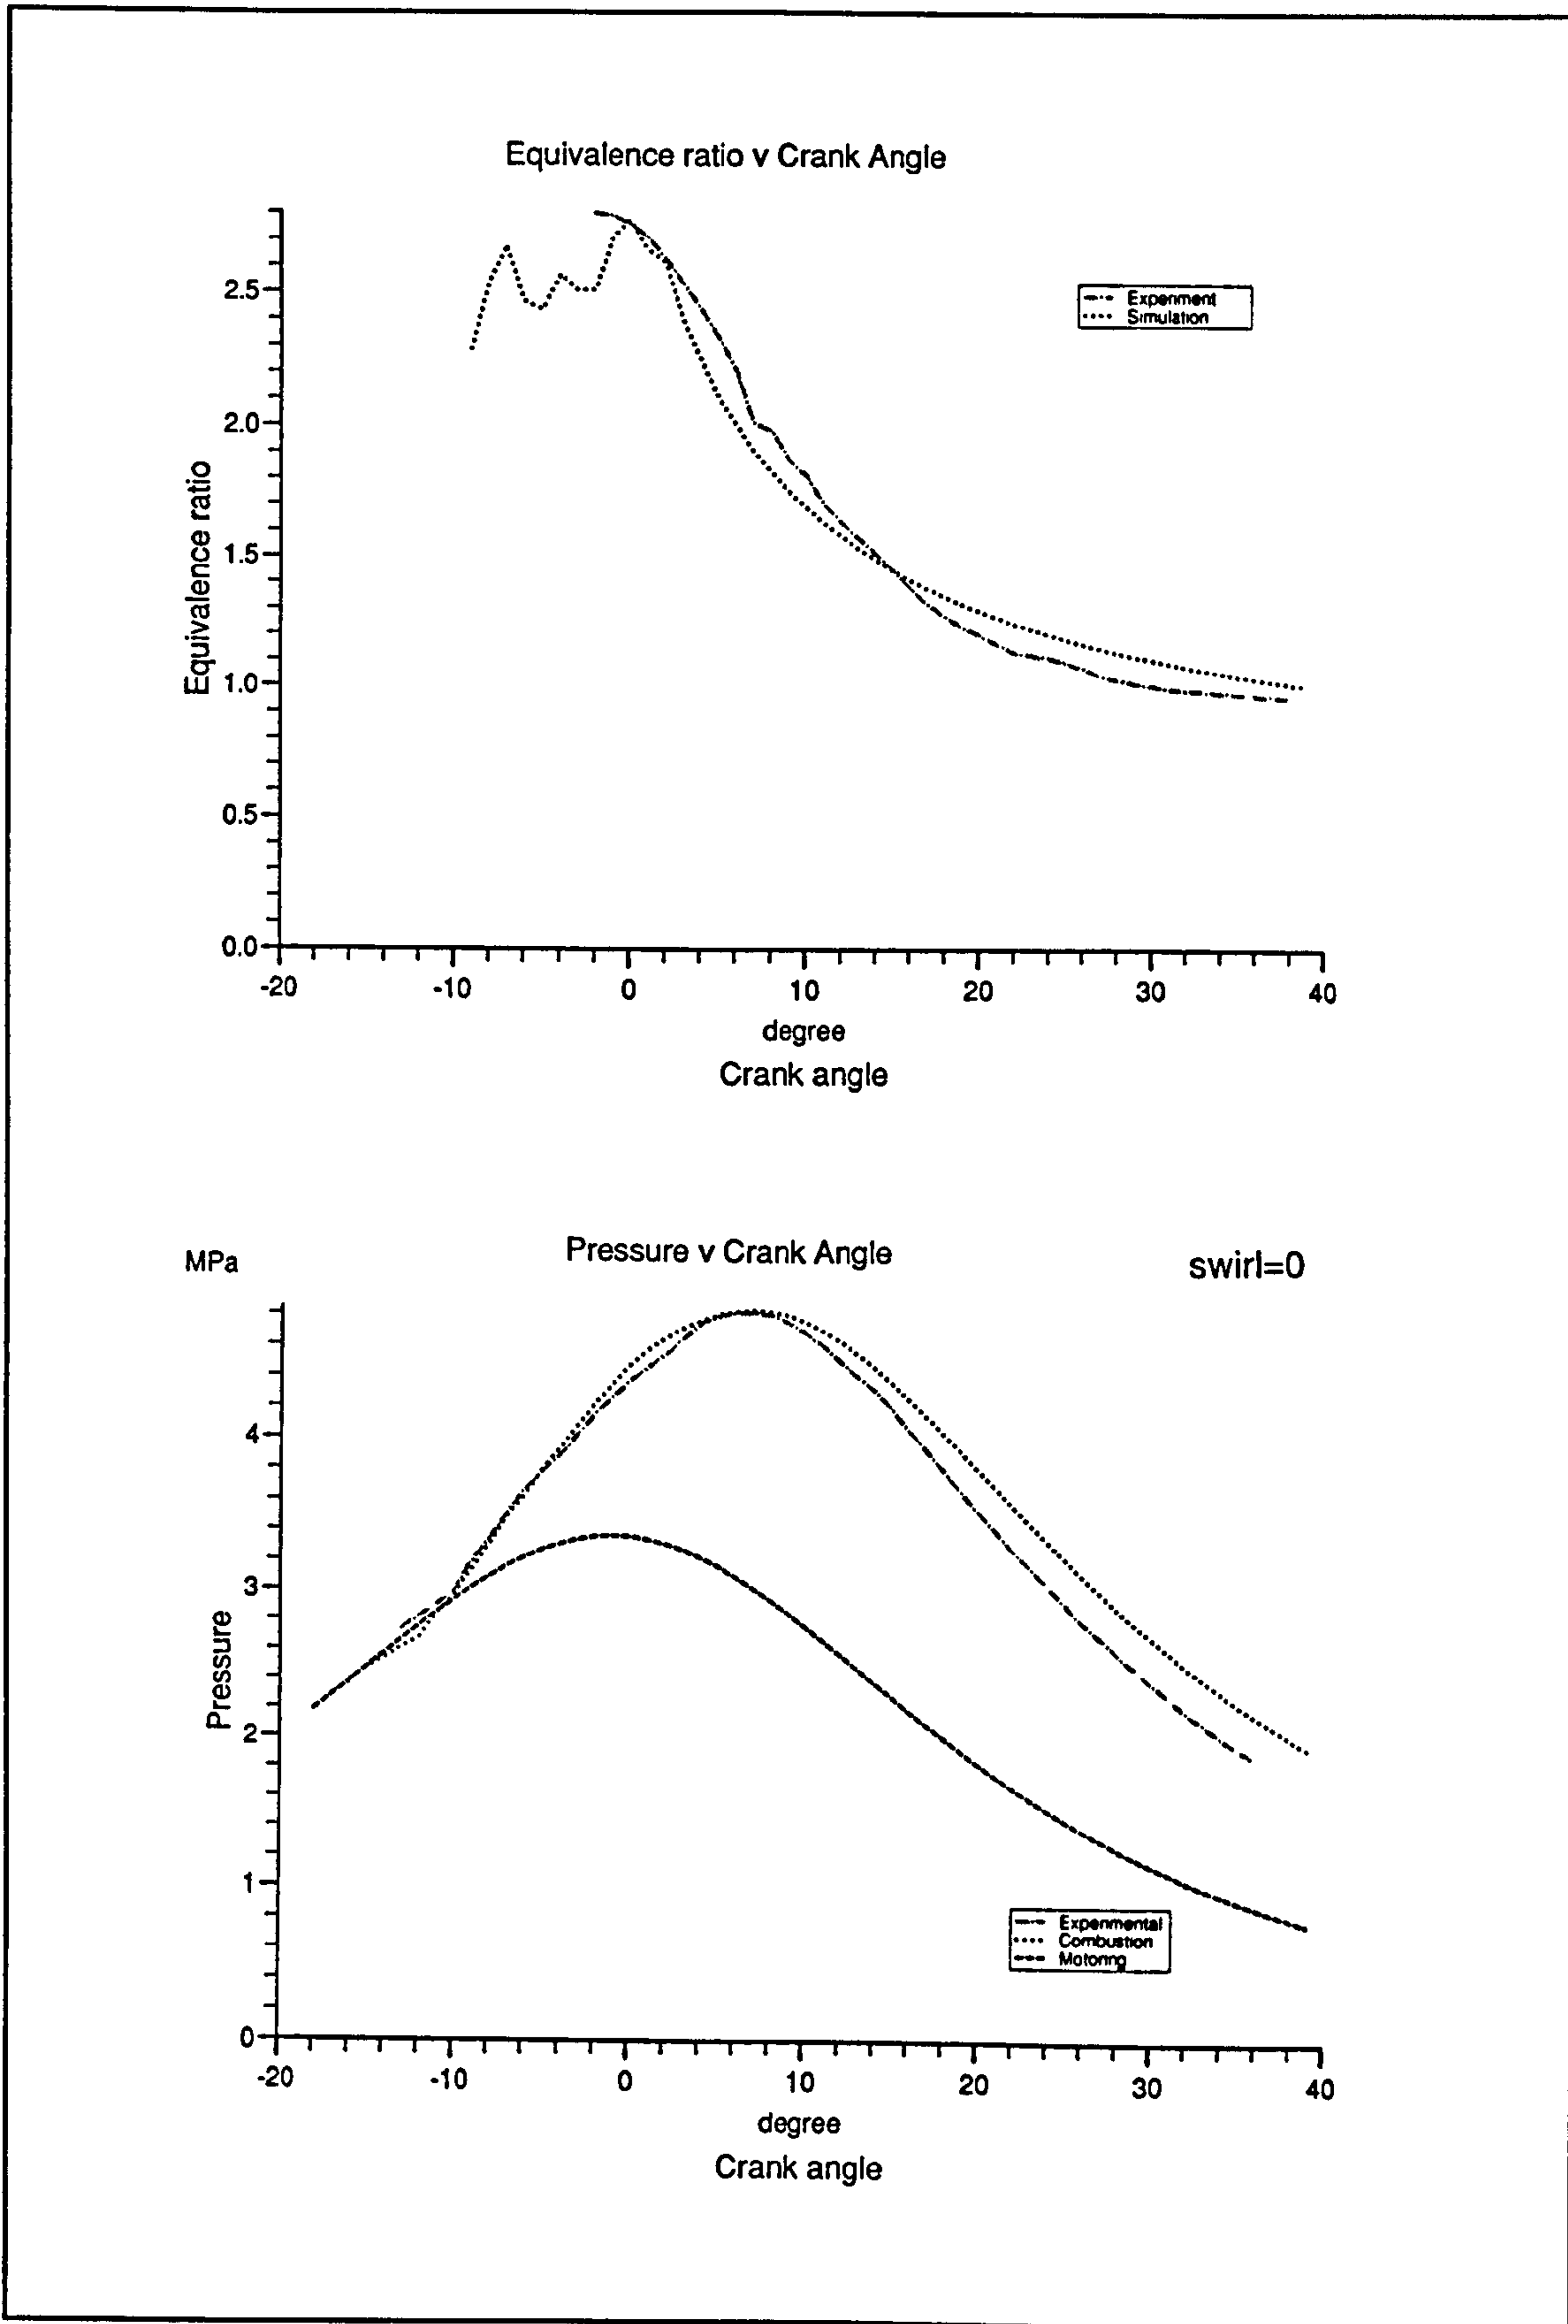 Equivalence ratio v Crank Angle
2.5
2.0
1.5
1.0
0.5
0.0
Equivalence ratio
Experiment
Simulation
-20 -10 0 10 20 30 40
degree
Crank angle
MPa
Pressure v Crank Angle
swirl=0
4
3
2
1
0
Pressure
Experimental
Combustion
Motoring
-20 -10 0 10 20 30 40
degree
Crank angle